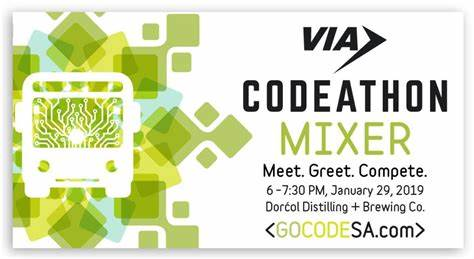 VIA
CODEATHON
MIXER
Meet. Greet. Compete.
6-7:30 PM, January 29, 2019
Dorćol Distilling + Brewing Co.
<GOCODESA.com>